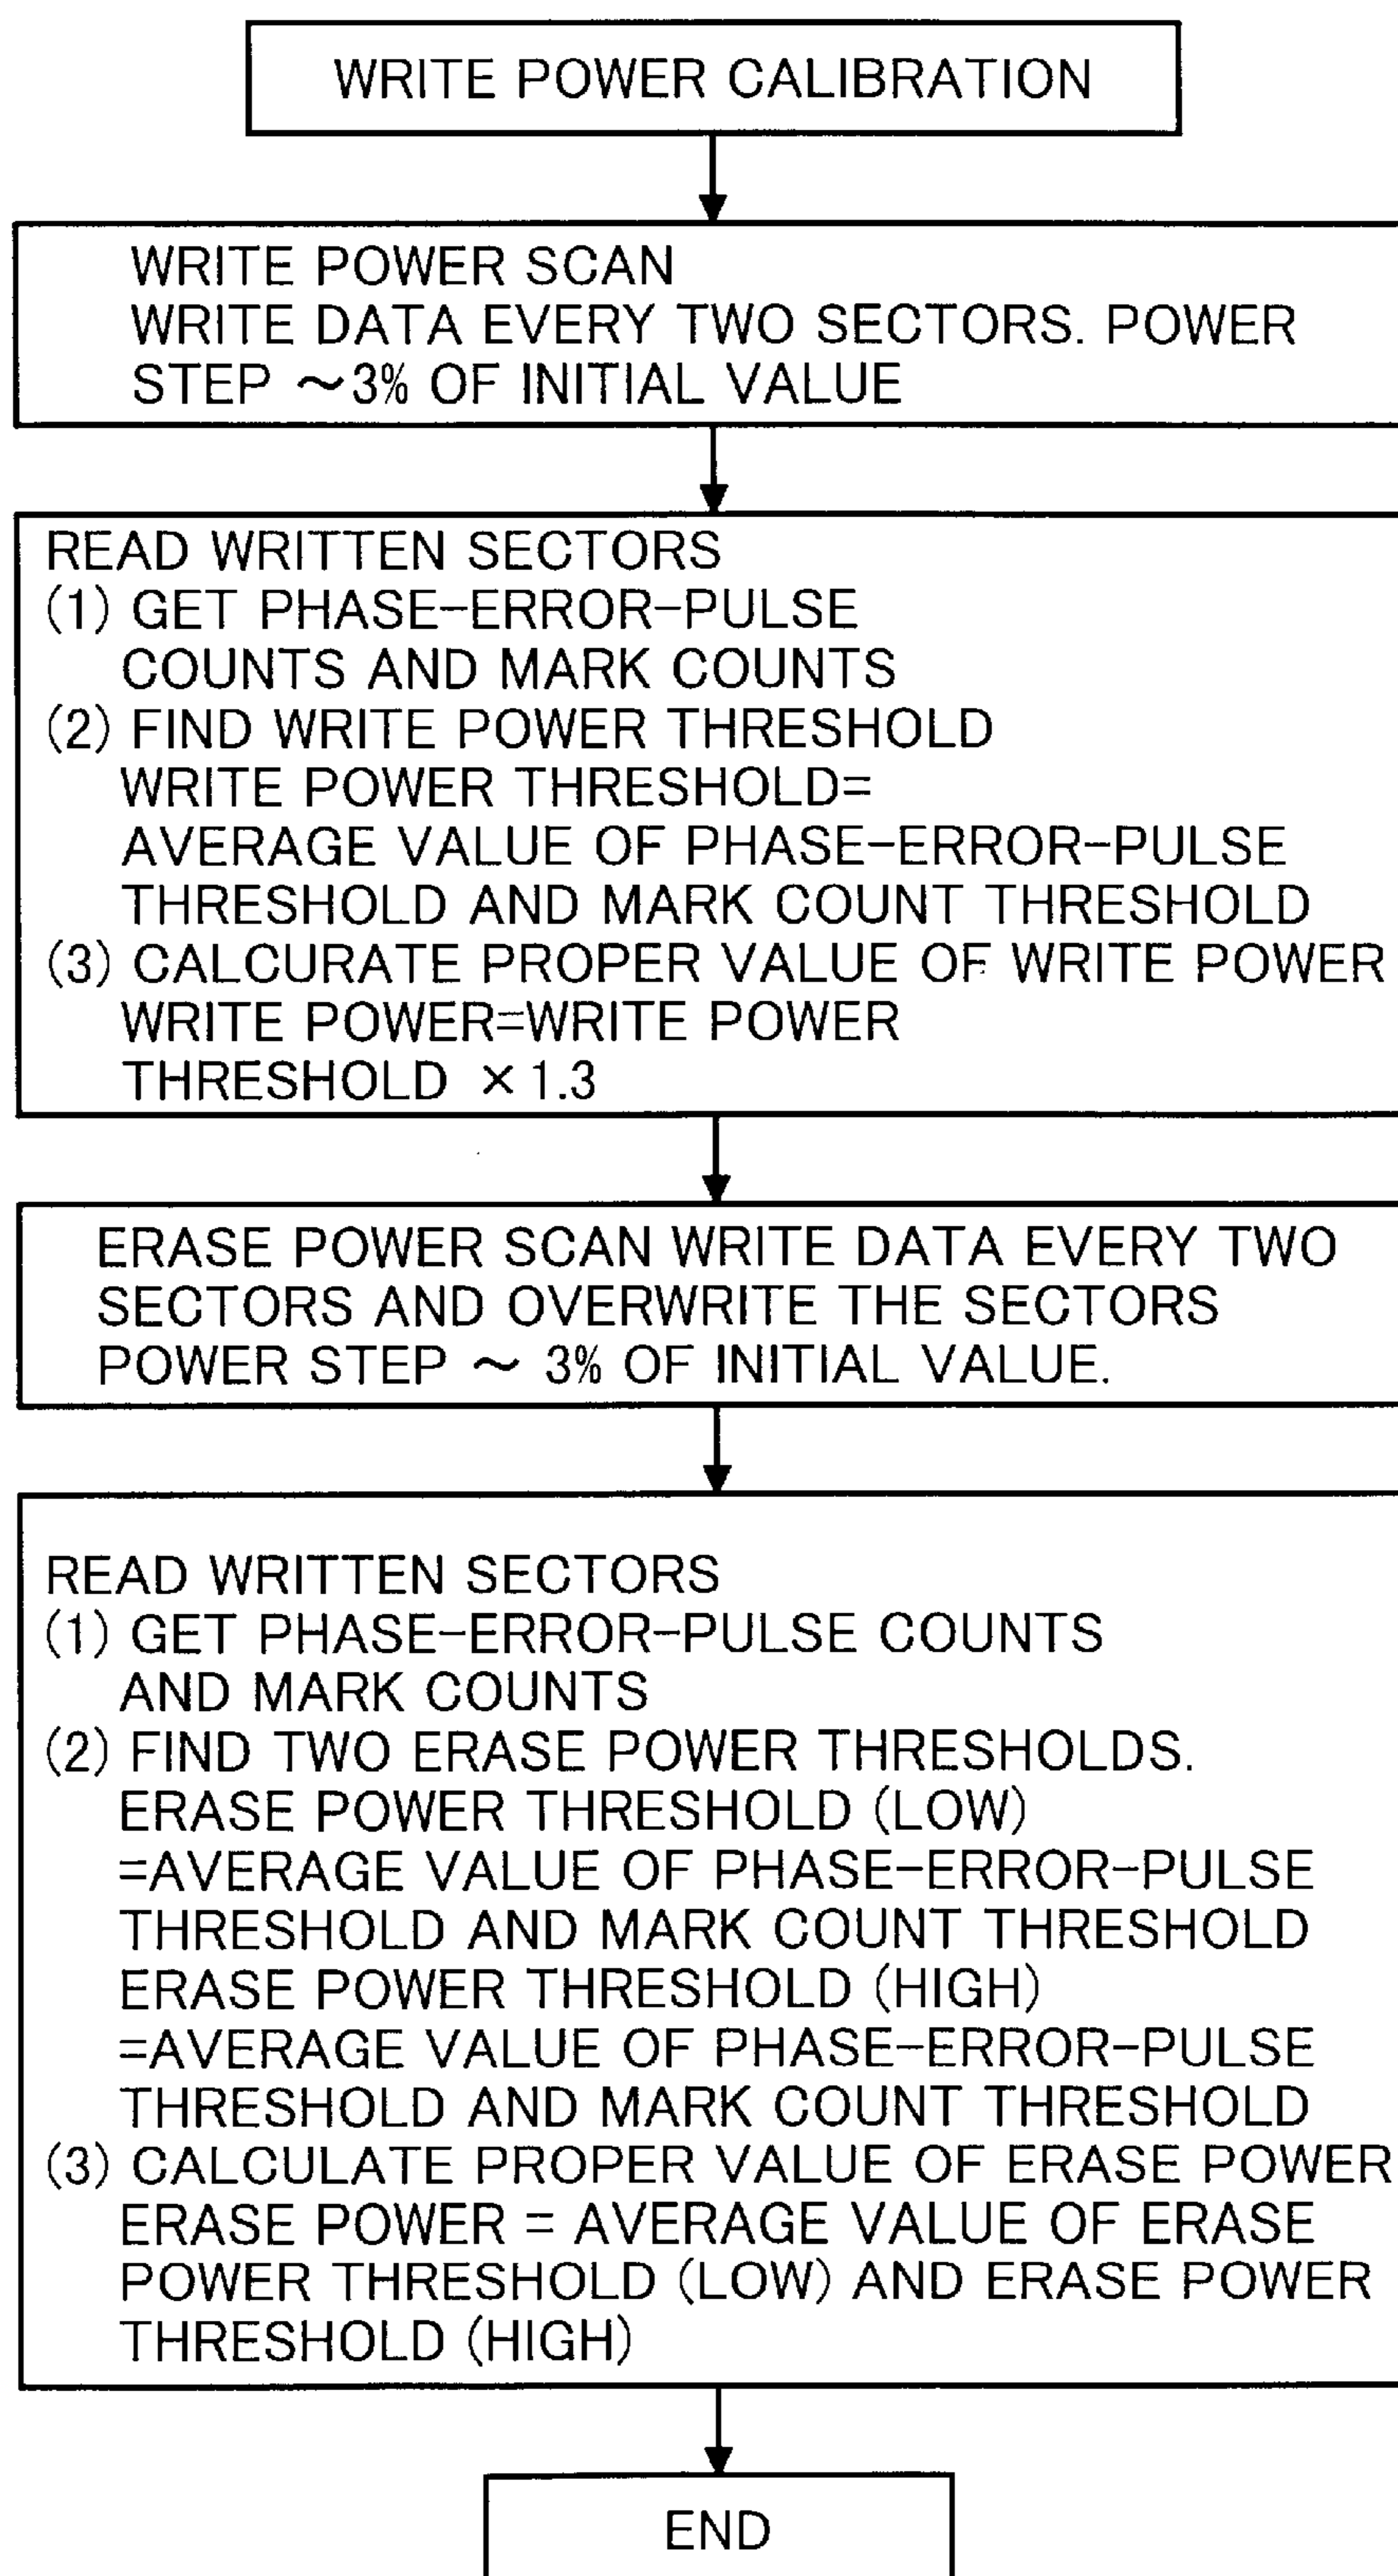 WRITE POWER CALIBRATION
WRITE POWER SCAN
WRITE DATA EVERY TWO SECTORS. POWER
STEP ~3% OF INITIAL VALUE
READ WRITTEN SECTORS
(1) GET PHASE-ERROR-PULSE
COUNTS AND MARK COUNTS
(2) FIND WRITE POWER THRESHOLD
WRITE POWER THRESHOLD=
AVERAGE VALUE OF PHASE-ERROR-PULSE
THRESHOLD AND MARK COUNT THRESHOLD
(3) CALCURATE PROPER VALUE OF WRITE POWER
WRITE POWER=WRITE POWER
THRESHOLD ×1.3
ERASE POWER SCAN WRITE DATA EVERY TWO
SECTORS AND OVERWRITE THE SECTORS
POWER STEP ~ 3% OF INITIAL VALUE.
READ WRITTEN SECTORS
(1) GET PHASE-ERROR-PULSE COUNTS
AND MARK COUNTS
(2) FIND TWO ERASE POWER THRESHOLDS.
ERASE POWER THRESHOLD (LOW)
=AVERAGE VALUE OF PHASE-ERROR-PULSE
THRESHOLD AND MARK COUNT THRESHOLD
ERASE POWER THRESHOLD (HIGH)
=AVERAGE VALUE OF PHASE-ERROR-PULSE
THRESHOLD AND MARK COUNT THRESHOLD
(3) CALCULATE PROPER VALUE OF ERASE POWER
ERASE POWER = AVERAGE VALUE OF ERASE
POWER THRESHOLD (LOW) AND ERASE POWER
THRESHOLD (HIGH)
END